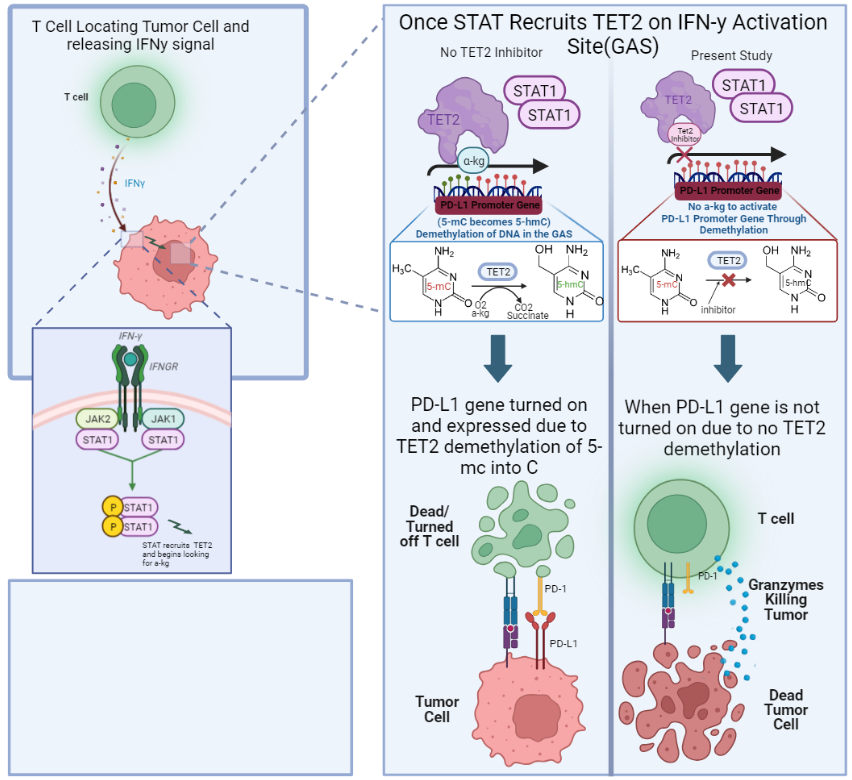 T Cell Locating Tumor Cell and
releasing IFNγ signal
T cell
IFNγ
IFN-γ
IFNGR
JAK2
JAK1
STAT1
STAT1
P
STAT1
P
STAT1
STAT recruits TET2
and begins looking
for a-kg
Once STAT Recruits TET2 on IFN-y Activation
Site(GAS)
No TET2 Inhibitor
TET2
STAT1
STAT1
α-kg
PD-L1 Promoter Gene
(5-mC becomes 5-hmC)
Demethylation of DNA in the GAS
NH₂
H₃C
N
5-mC
N
H
O
TET2
O2
a-kg
CO2
Succinate
OH
NH₂
N
5-hmC
N
H
O
PD-L1 gene turned on
and expressed due to
TET2 demethylation of 5-
mc into C
Dead/
Turned
off T cell
PD-1
PD-L1
Tumor
Cell
Present Study
TET2
STAT1
STAT1
Tet2
Inhibitor
PD-L1 Promoter Gene
No a-kg to activate
PD-L1 Promoter Gene Through
Demethylation
NH₂
H₃C
N
5-mC
N
H
O
TET2
inhibitor
OH
NH₂
N
5-hmC
N
H
O
When PD-L1 gene is not
turned on due to no TET2
demethylation
T cell
PD-1
Granzymes
Killing
Tumor
Dead
Tumor
Cell